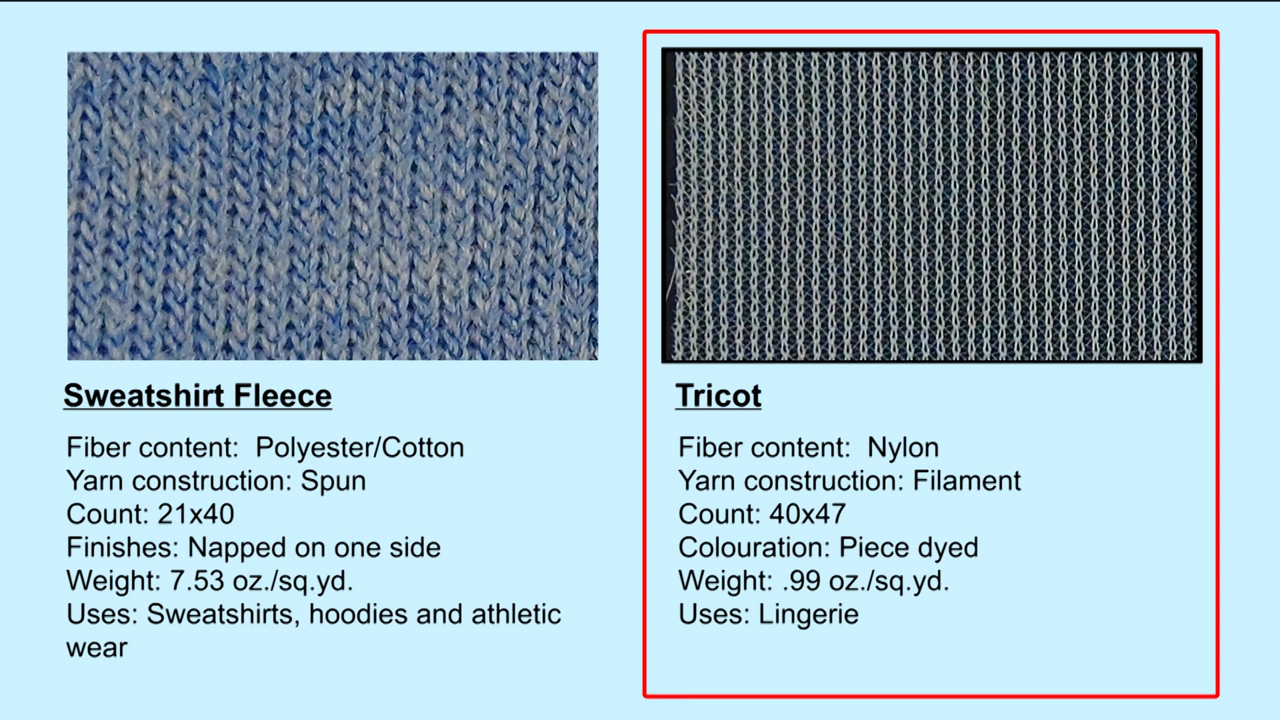 Sweatshirt Fleece
Fiber content:  Polyester/Cotton
Yarn construction: Spun
Count: 21x40
Finishes: Napped on one side
Weight: 7.53 oz./sq.yd.
Uses: Sweatshirts, hoodies and athletic
wear
Tricot
Fiber content:  Nylon
Yarn construction: Filament
Count: 40x47
Colouration: Piece dyed
Weight: .99 oz./sq.yd.
Uses: Lingerie